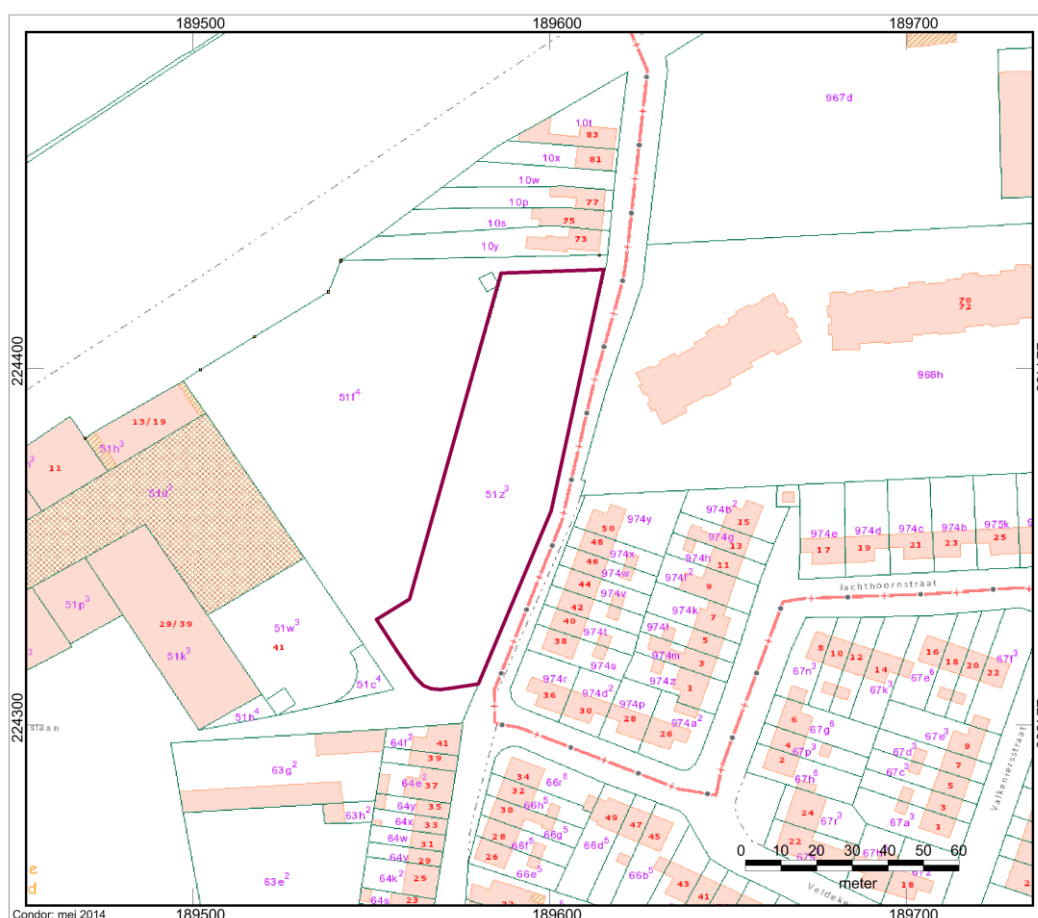 189500 189600 189700
967d
10t
83
10x 81
10w
10p 77
10s 75
10y 73
224400
70
72
968h
51f⁴
13/19
51h³
11
51d³
51z³
974y 974b² 15
50
48 974x 974g 13
46 974w 974h 11
44 974v 974f² 9
42 974k 7
40 974t 974l 5
38 974s 974m 3
974z 1
974r 974d² 974p 974a²
36 30 28 26
974e 974d 974c 974b 975k
17 19 21 23 25
Jachthoornstraat
51p³
29/39
51k³
51w³
41
51c⁴
51b⁴
224300
slaan
8 10 12 14
16 18 20 22
67n³ 67k³ 67e⁶ 67f³
6 67g⁶
4 67p³
2 67h⁶
67d³ 67e³ 9
67c³ 7
5
67a³ 3
1
24 67r³
22
18
Valkeniersstraat
63g²
63h²
63e²
64f² 41
39
64e² 37
64y 35
64x 33
64w 31
64v 29
64k² 25
64s 23
34 66r⁶
32 66h⁵
30 66g⁵
28 66f⁵ 66d⁵
26 66e⁵ 66b⁵
49 47 45
43 41
0 10 20 30 40 50 60
meter
e
d
Condor: mei 2014
189500 189600 189700